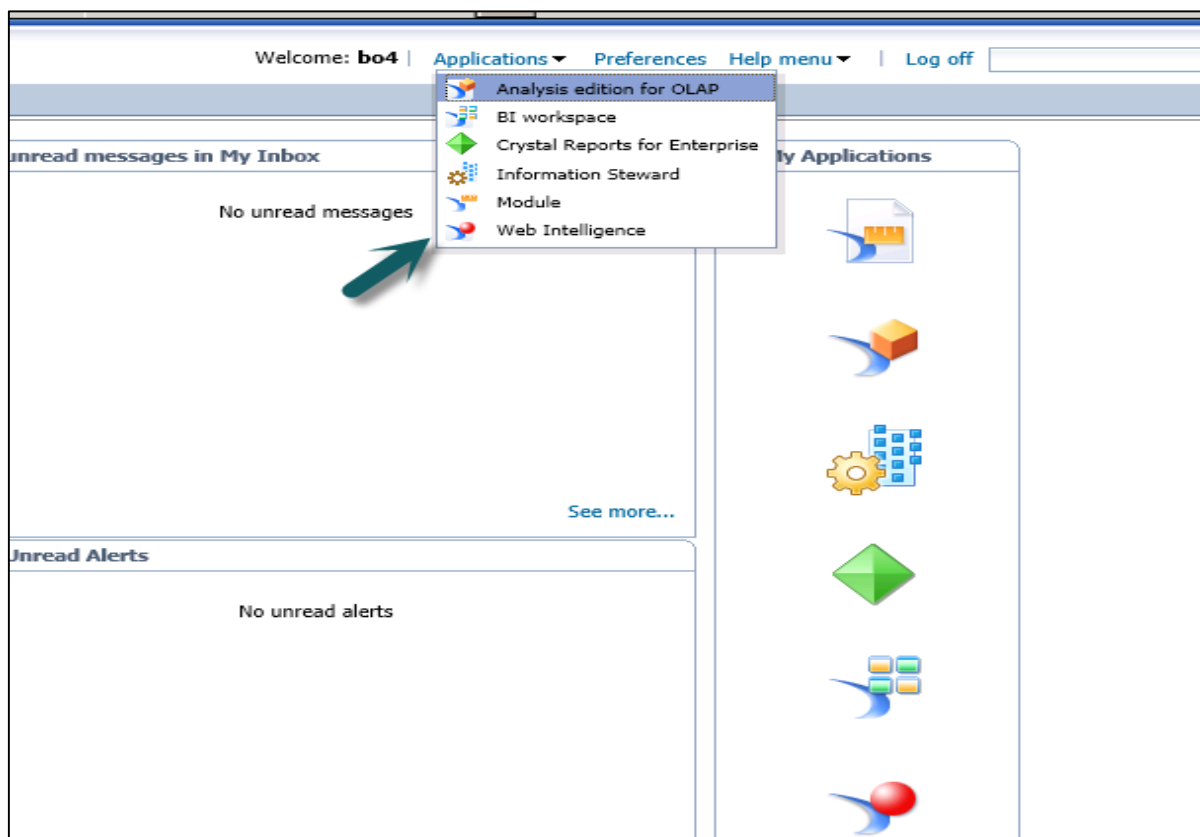 Welcome: bo4 | Applications Preferences Help menu | Log off
Analysis edition for OLAP
BI workspace
Crystal Reports for Enterprise
Information Steward
Module
Web Intelligence
unread messages in My Inbox
My Applications
No unread messages
See more...
Unread Alerts
No unread alerts